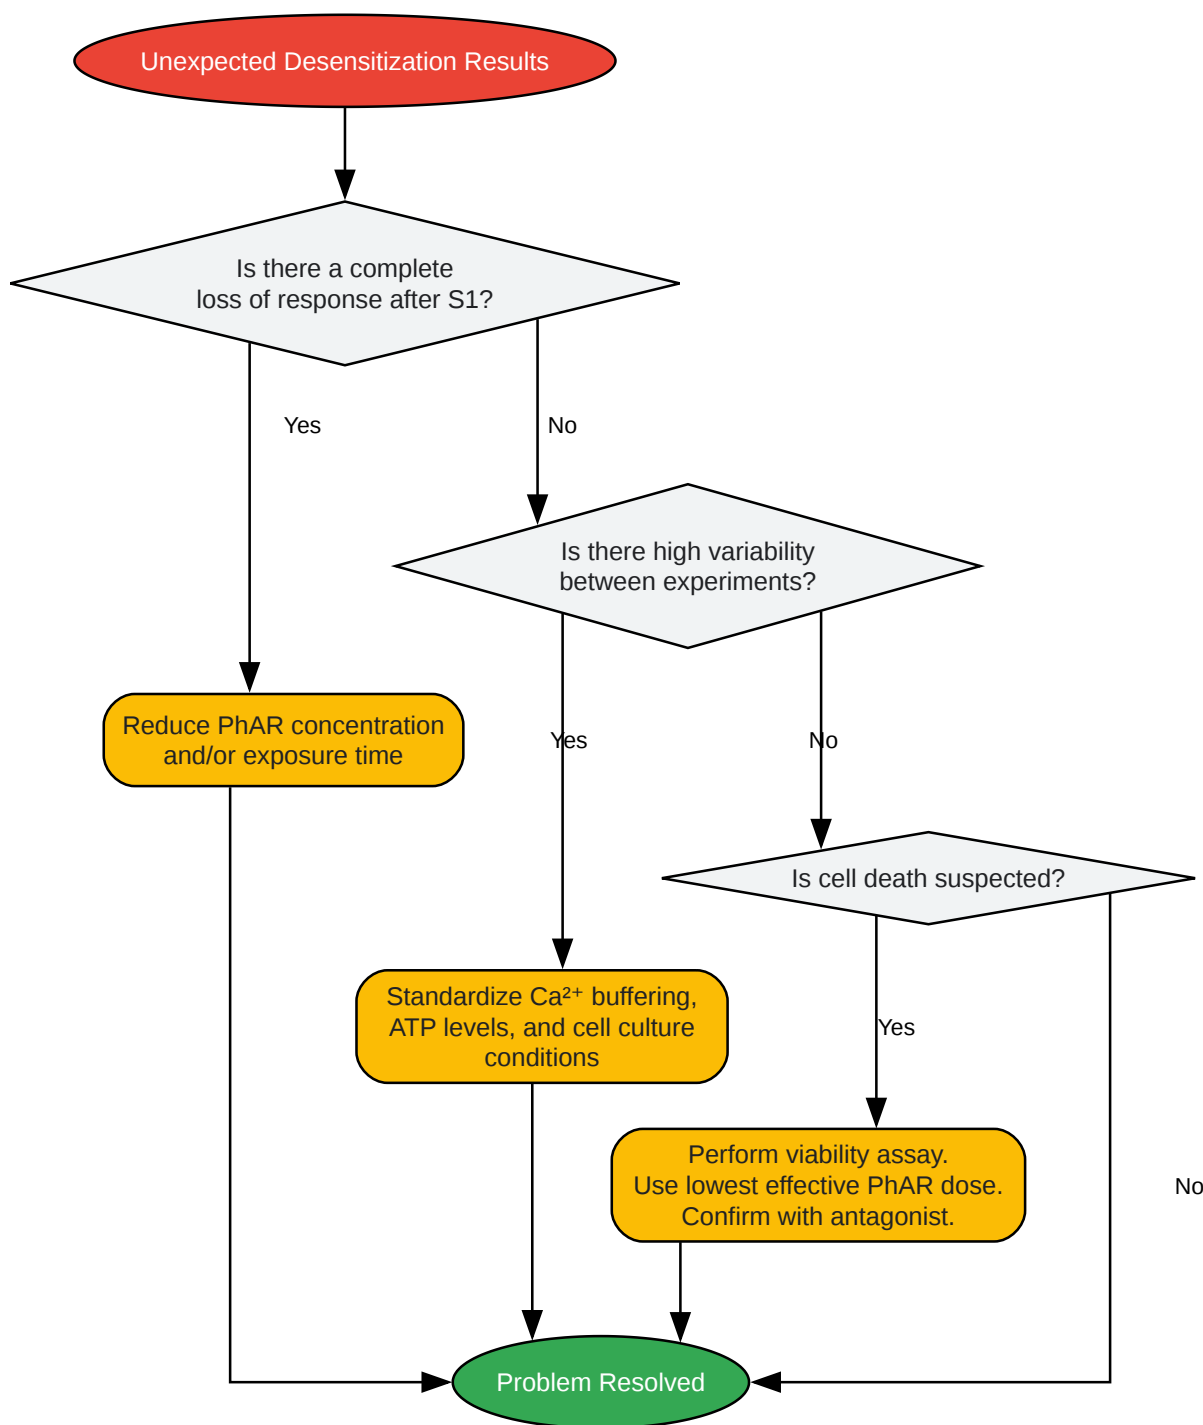 Unexpected Desensitization Results
Is there a complete
loss of response after S1?
Yes
No
Is there high variability
between experiments?
Reduce PhAR concentration
and/or exposure time
Yes
No
Is cell death suspected?
Standardize Ca²⁺ buffering,
ATP levels, and cell culture
conditions
Yes
Perform viability assay.
Use lowest effective PhAR dose.
Confirm with antagonist.
No
Problem Resolved